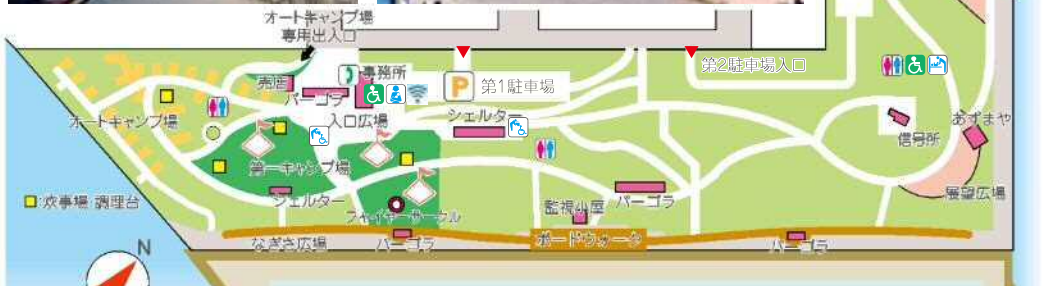 オートキャンプ場
専用出入口
売店
事務所
パーゴラ
P 第1駐車場
第2駐車場入口
オートキャンプ場
入口広場
シェルター
あずまや
信号所
第一キャンプ場
シェルター
展望広場
:炊事場・調理台
ファイヤーサークル
監視小屋
パーゴラ
なぎさ広場
パーゴラ
ボードウォーク
パーゴラ
N